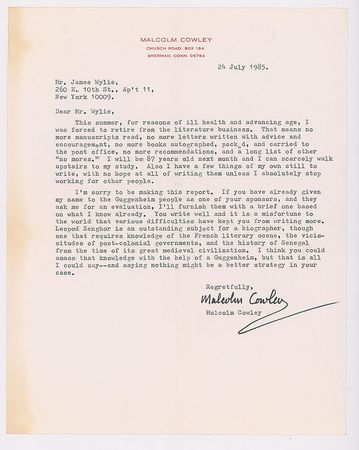 MALCOLM COWLEY
CHURCH ROAD, BOX 184
SHERMAN, CONN. 06784
24 July 1985.
Mr. James Wylie,
260 E. 10th St., Ap't 11,
New York 10009.
Dear Mr. Wylie,
This summer, for reasons of ill health and advancing age, I
was forced to retire from the literature business. That means no
more manuscripts read, no more letters written with advice and
encouragement, no more books autographed, packed, and carried to
the post office, no more recommendations, and a long list of other
"no mores." I will be 87 years old next month and I can scarcely walk
upstairs to my study. Also I have a few things of my own still to
write, with no hope at all of writing them unless I absolutely stop
working for other people.
I'm sorry to be making this report. If you have already given
my name to the Guggenheim people as one of your sponsors, and they
ask me for an evaluation, I'll furnish them with a brief one based
on what I know already. You write well and it is a misfortune to
the world that various difficulties have kept you from writing more.
Leopod Senghor is an outstanding subject for a biographer, though
one that requires knowledge of the French literary scene, the vicis-
situdes of post-colonial governments, and the history of Senegal
from the time of its great medieval civilisation. I think you could
amass that knowledge with the help of a Guggenheim, but that is all
I could say--and saying nothing might be a better strategy in your
case.
Regretfully,
Malcolm Cowley
Malcolm Cowley